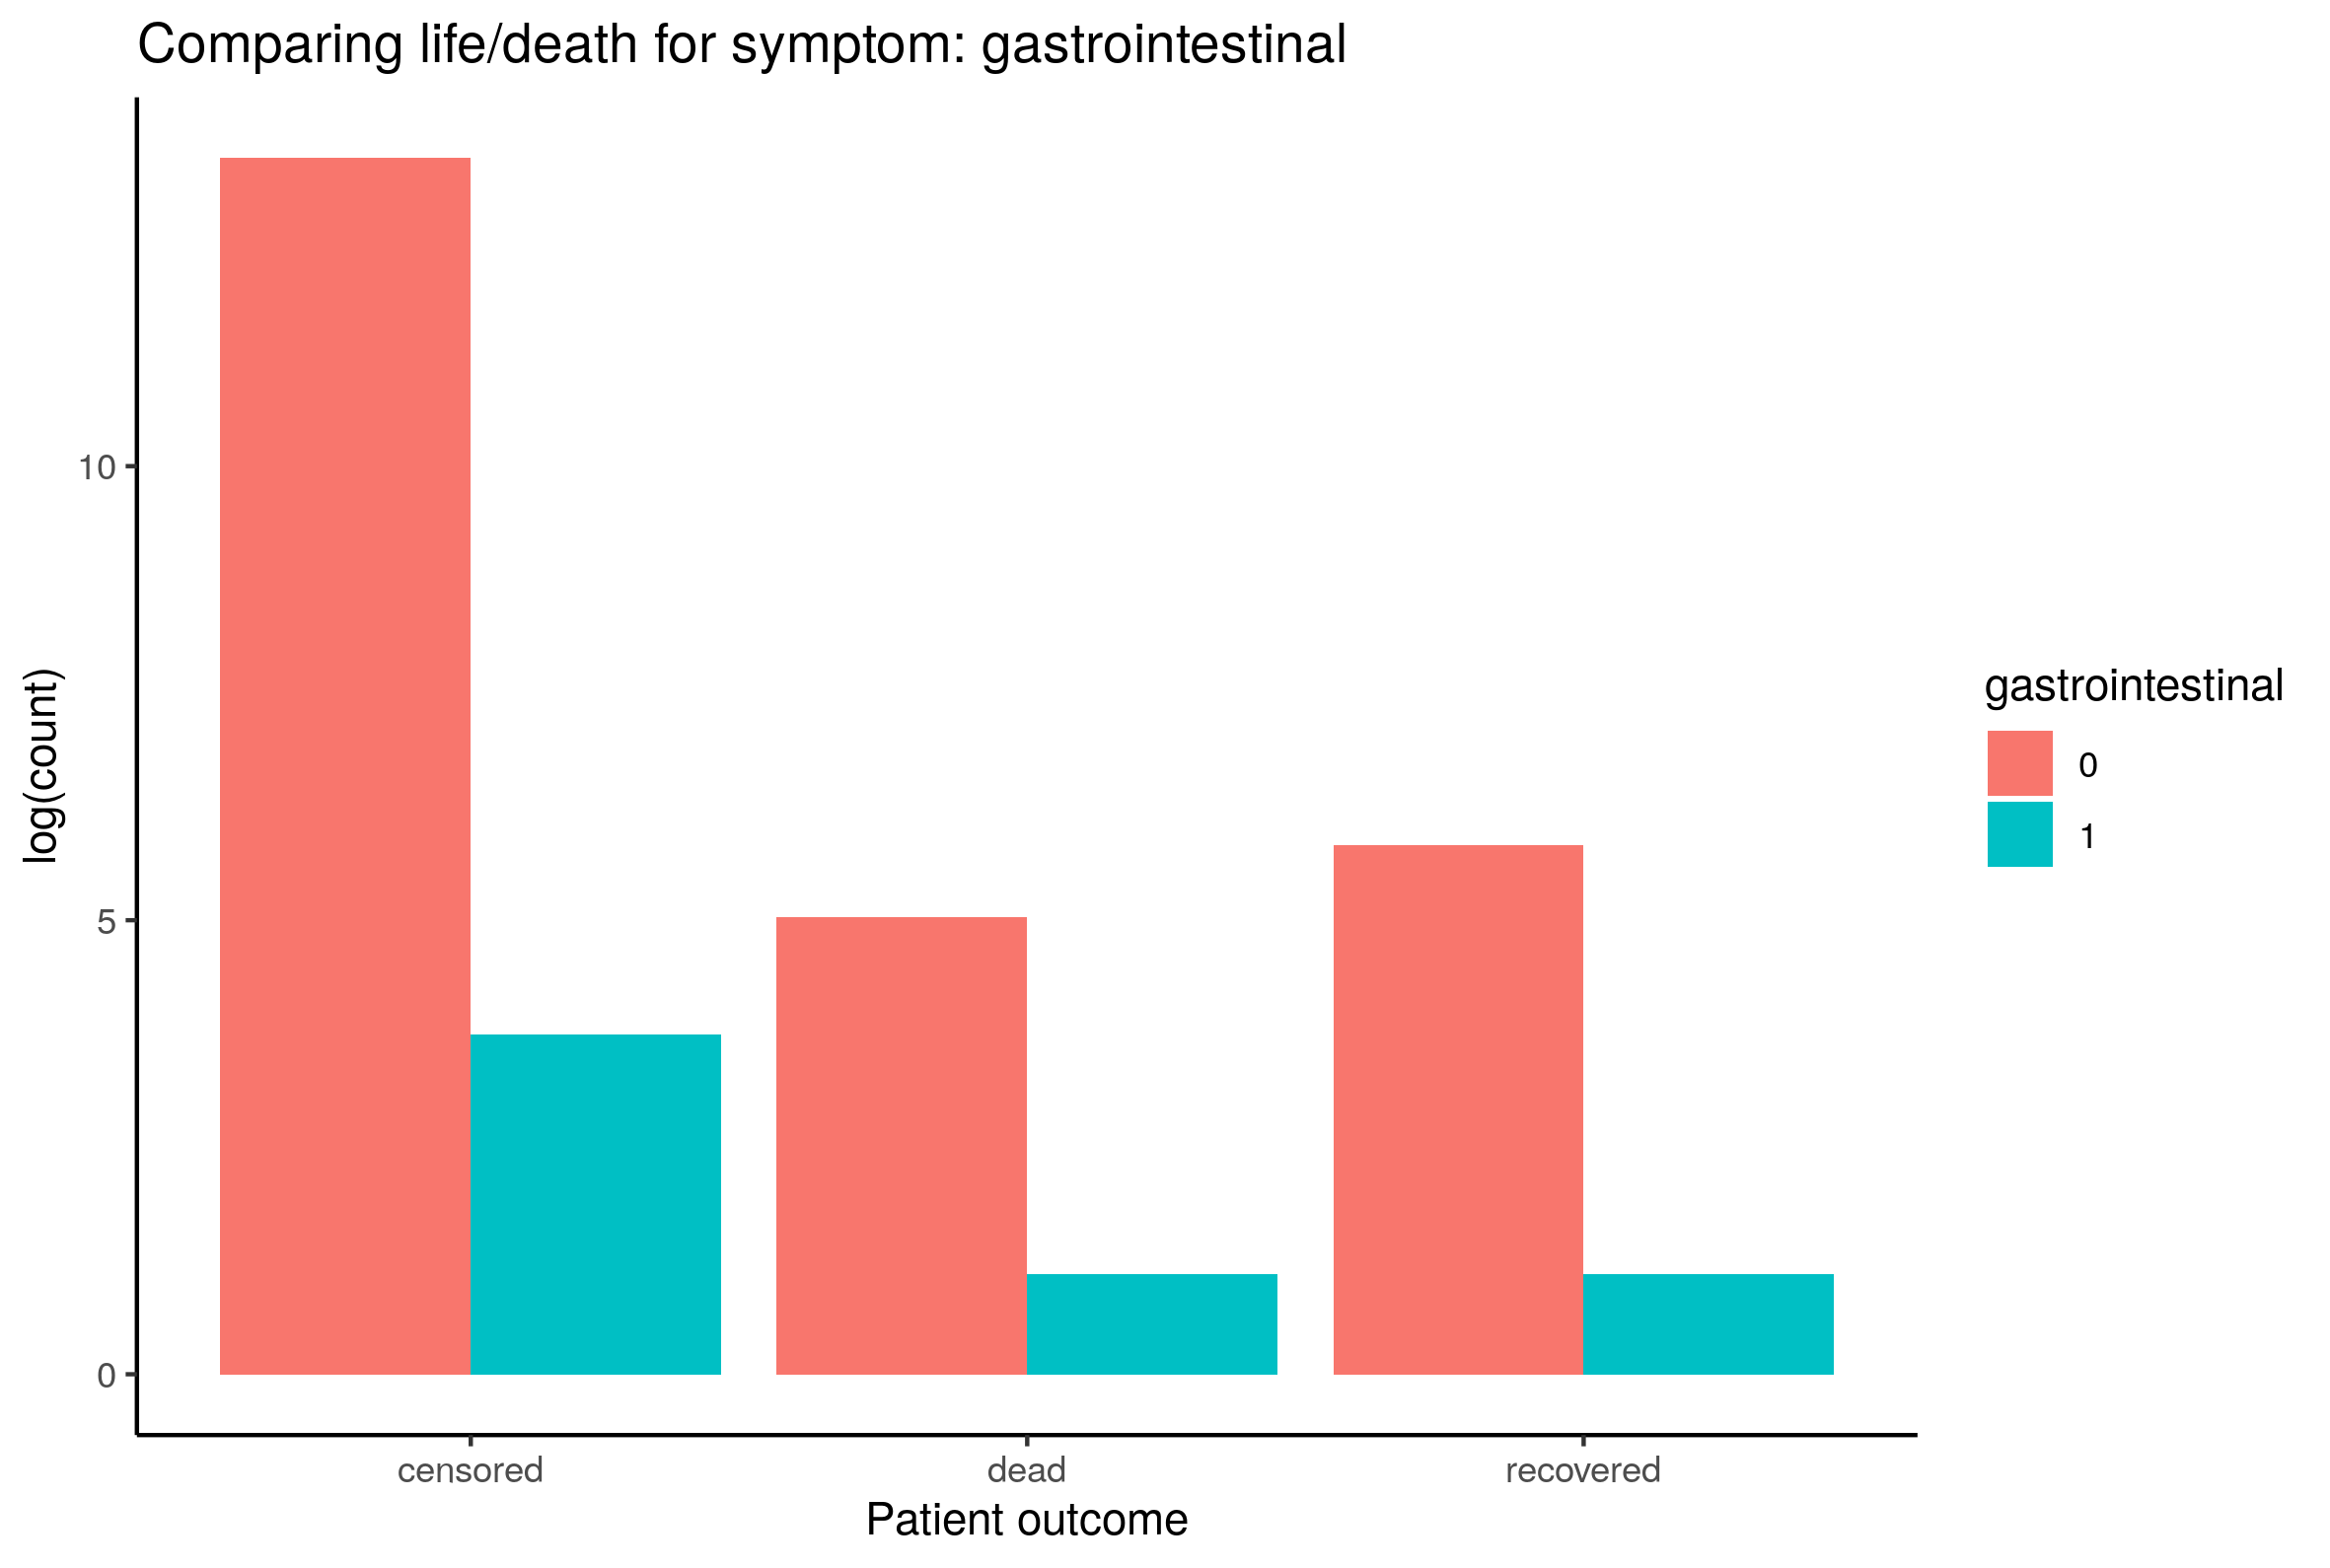 Comparing life/death for symptom: gastrointestinal
log(count)
10
5
0
censored
dead
recovered
Patient outcome
gastrointestinal
0
1